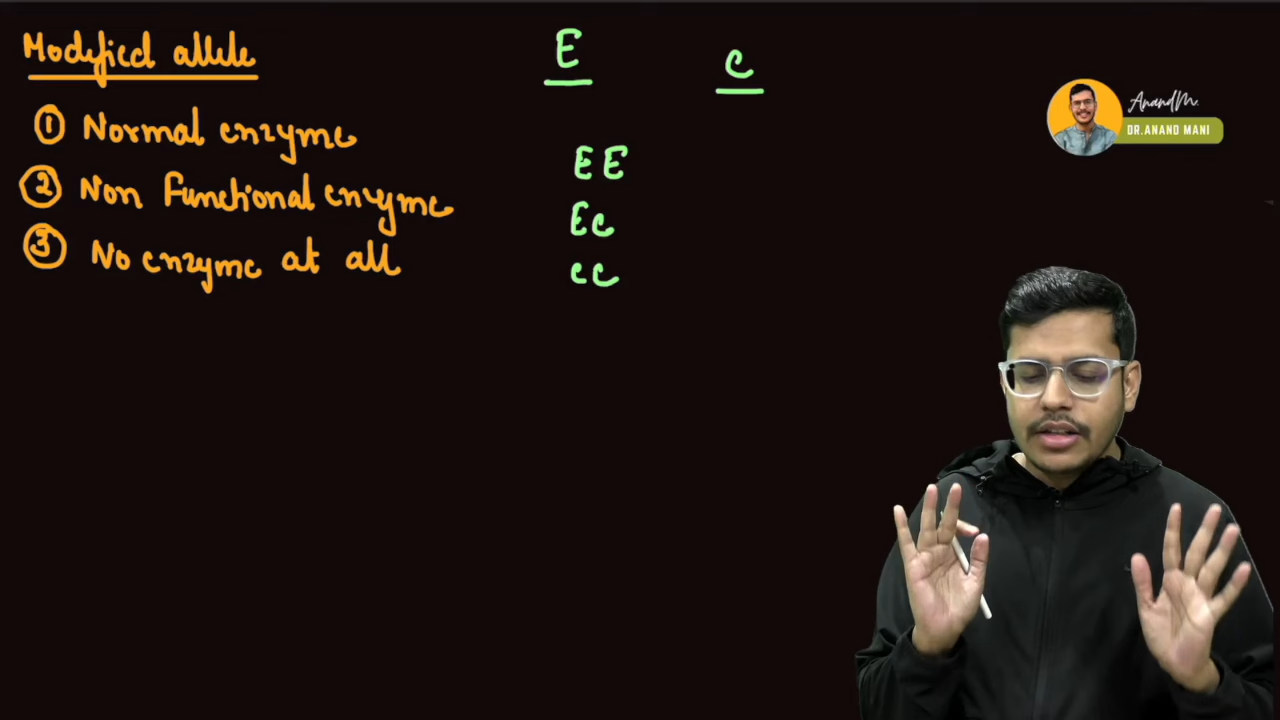 Modified allele
① Normal enzyme
② Non Functional enzyme
③ No enzyme at all
E e
EE
Ee
ee
AnandM.
DR.ANAND MANI